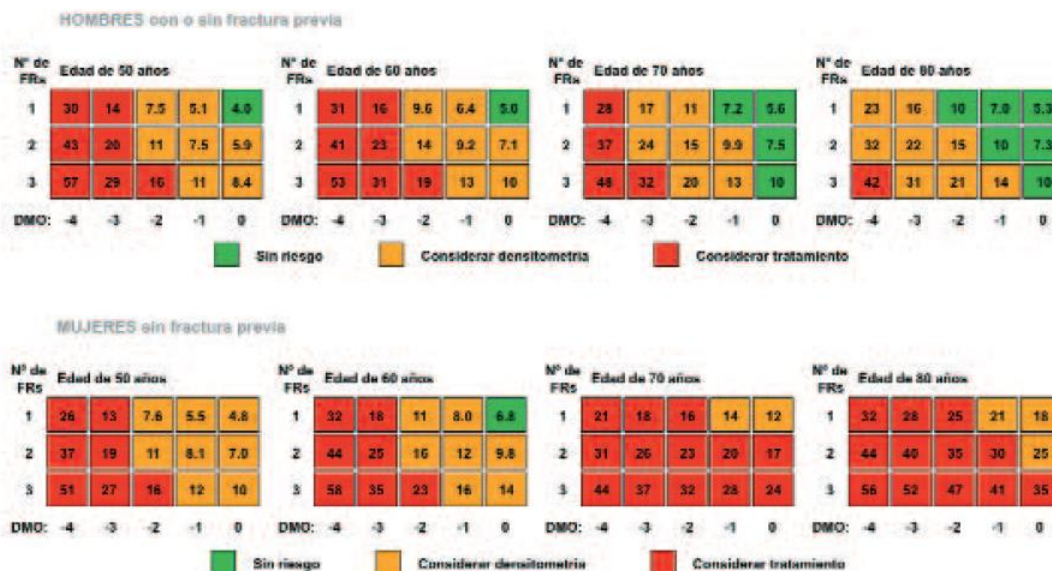 HOMBRES con o sin fractura previa
Nº de FRs Edad de 50 años Nº de FRs Edad de 60 años Nº de FRs Edad de 70 años Nº de FRs Edad de 80 años
1 30 14 7.5 5.1 4.0 1 31 16 9.6 6.4 5.0 1 28 17 11 7.2 5.6 1 23 16 10 7.0 5.3
2 43 20 11 7.5 5.9 2 41 23 14 9.2 7.1 2 37 24 15 9.9 7.5 2 32 22 15 10 7.3
3 57 29 16 11 8.4 3 53 31 19 13 10 3 48 32 20 13 10 3 42 31 21 14 10
DMO: -4 -3 -2 -1 0 DMO: -4 -3 -2 -1 0 DMO: -4 -3 -2 -1 0 DMO: -4 -3 -2 -1 0
Sin riesgo Considerar densitometría Considerar tratamiento
MUJERES sin fractura previa
Nº de FRs Edad de 50 años Nº de FRs Edad de 60 años Nº de FRs Edad de 70 años Nº de FRs Edad de 80 años
1 26 13 7.6 5.5 4.8 1 32 18 11 8.0 6.8 1 21 18 16 14 12 1 32 28 25 21 18
2 37 19 11 8.1 7.0 2 44 25 16 12 9.8 2 31 26 23 20 17 2 44 40 35 30 25
3 51 27 16 12 10 3 58 35 23 16 14 3 44 37 32 28 24 3 56 52 47 41 35
DMO: -4 -3 -2 -1 0 DMO: -4 -3 -2 -1 0 DMO: -4 -3 -2 -1 0 DMO: -4 -3 -2 -1 0
Sin riesgo Considerar densitometría Considerar tratamiento